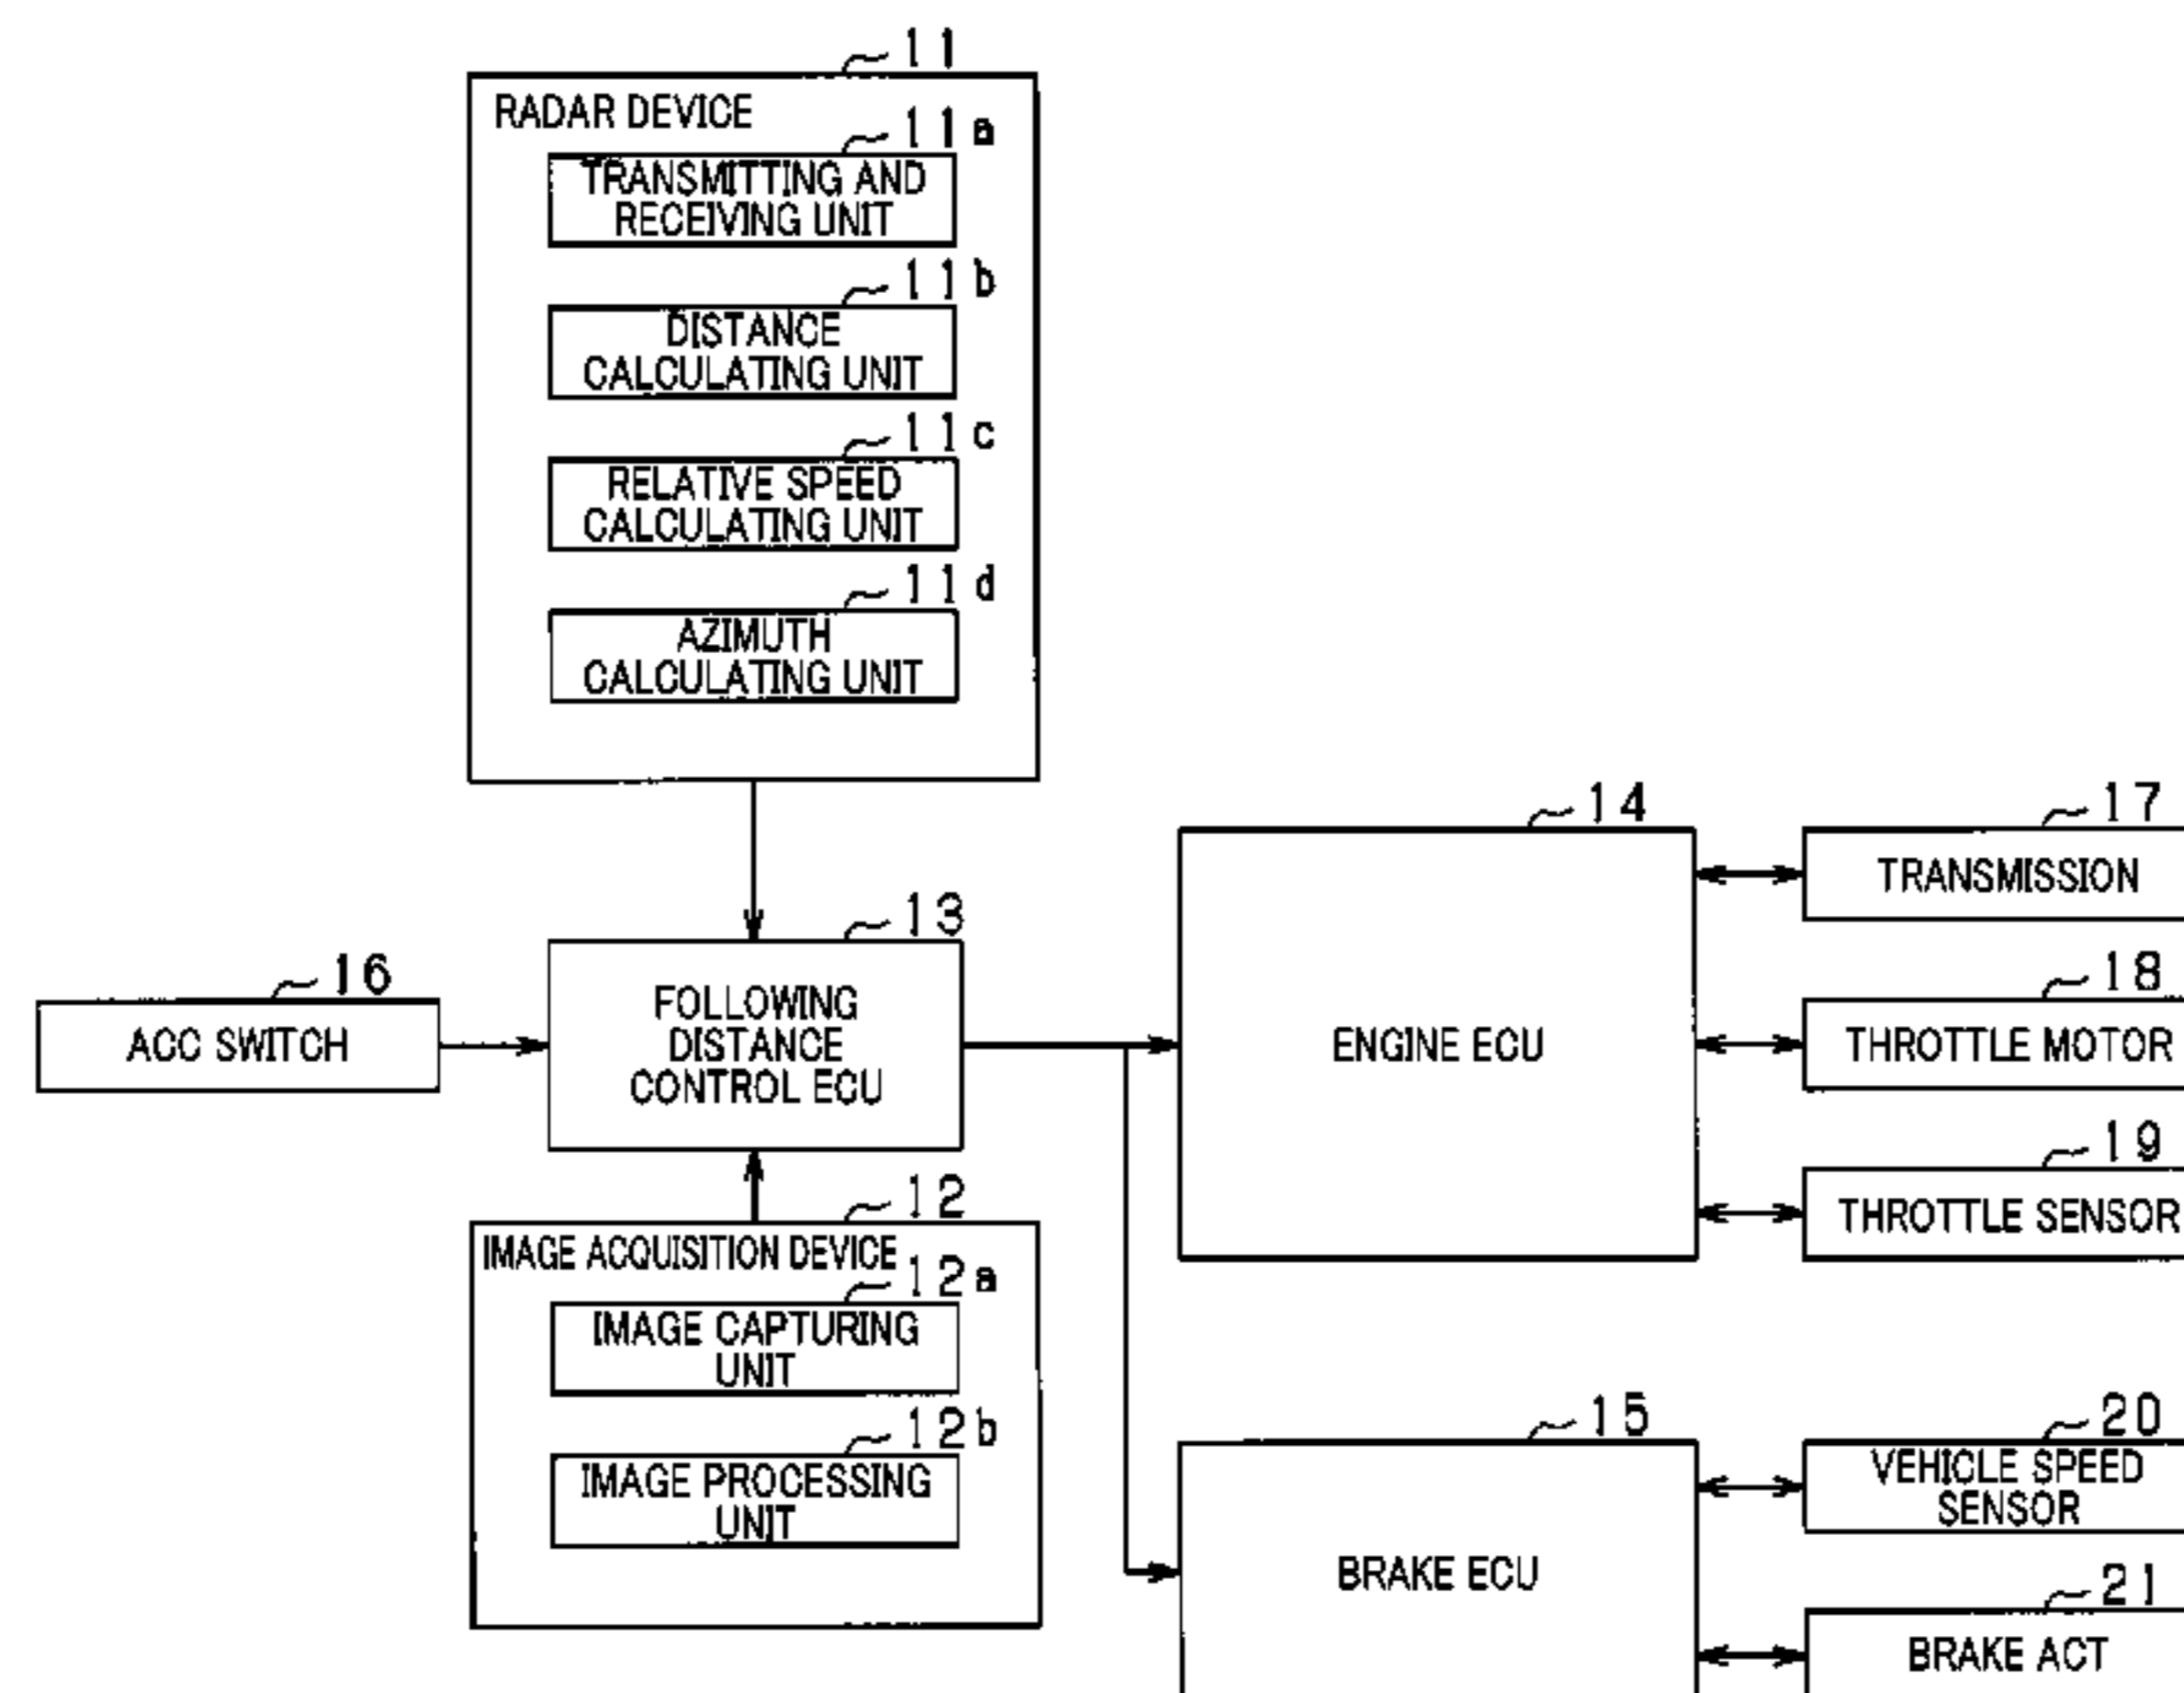 11
RADAR DEVICE
11a
TRANSMITTING AND
RECEIVING UNIT
11b
DISTANCE
CALCULATING UNIT
11c
RELATIVE SPEED
CALCULATING UNIT
11d
AZIMUTH
CALCULATING UNIT
16
ACC SWITCH
13
FOLLOWING
DISTANCE
CONTROL ECU
12
IMAGE ACQUISITION DEVICE
12a
IMAGE CAPTURING
UNIT
12b
IMAGE PROCESSING
UNIT
14
ENGINE ECU
17
TRANSMISSION
18
THROTTLE MOTOR
19
THROTTLE SENSOR
15
BRAKE ECU
20
VEHICLE SPEED
SENSOR
21
BRAKE ACT